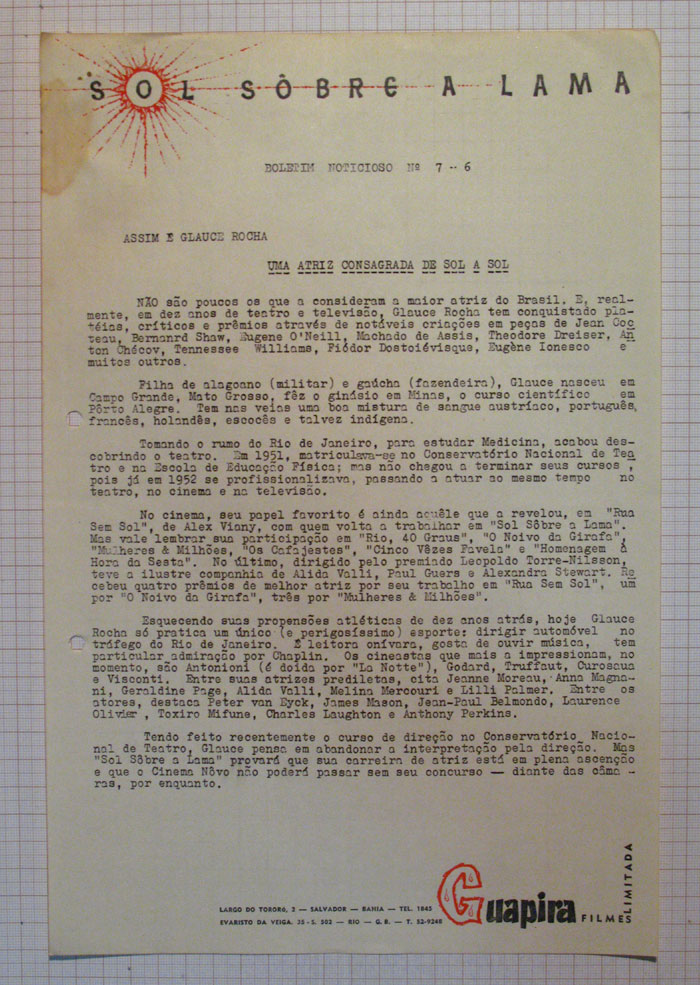 SOL SÔBRE A LAMA
BOLETIM NOTICIOSO Nº 7 - 6
ASSIM É GLAUCE ROCHA
UMA ATRIZ CONSAGRADA DE SOL A SOL
NÃO são poucos os que a consideram a maior atriz do Brasil. E, real-
mente, em dez anos de teatro e televisão, Glauce Rocha tem conquistado pla-
téias, críticos e prêmios através de notáveis criações em peças de Jean Coc
teau, Bernanrd Shaw, Eugene O'Neill, Machado de Assis, Theodore Dreiser, An
ton Chécov, Tennessee Williams, Fiódor Dostoiévisque, Eugène Ionesco e
muitos outros.
Filha de alagoano (militar) e gaúcha (fazendeira), Glauce nasceu em
Campo Grande, Mato Grosso, fêz o ginásio em Minas, o curso científico em
Pôrto Alegre. Tem nas veias uma boa mistura de sangue austríaco, português,
francês, holandês, escocês e talvez indígena.
Tomando o rumo do Rio de Janeiro, para estudar Medicina, acabou des-
cobrindo o teatro. Em 1951, matriculava-se no Conservatório Nacional de Tea
tro e na Escola de Educação Física; mas não chegou a terminar seus cursos ,
pois já em 1952 se profissionalizava, passando a atuar ao mesmo tempo no
teatro, no cinema e na televisão.
No cinema, seu papel favorito é ainda aquêle que a revelou, em "Rua
Sem Sol", de Alex Viany, com quem volta a trabalhar em "Sol Sôbre a Lama".
Mas vale lembrar sua participação em "Rio, 40 Graus", "O Noivo da Girafa",
"Mulheres & Milhões, "Os Cafajestes", "Cinco Vêzes Favela" e "Homenagem à
Hora da Sesta". No último, dirigido pelo premiado Leopoldo Torre-Nilsson,
teve a ilustre companhia de Alida Valli, Paul Guers e Alexandra Stewart. Re
cebeu quatro prêmios de melhor atriz por seu trabalho em "Rua Sem Sol", um
por "O Noivo da Girafa", três por "Mulheres & Milhões".
Esquecendo suas propensões atléticas de dez anos atrás, hoje Glauce
Rocha só pratica um único (e perigosíssimo) esporte: dirigir automóvel no
tráfego do Rio de Janeiro. É leitora onívara, gosta de ouvir música, tem
particular admiração por Chaplin. Os cineastas que mais a impressionam, no
momento, são Antonioni (é doida por "La Notte"), Godard, Truffaut, Curosaua
e Visconti. Entre suas atrizes prediletas, cita Jeanne Moreau, Anna Magna-
ni, Geraldine Page, Alida Valli, Melina Mercouri e Lilli Palmer. Entre os
atores, destaca Peter van Eyck, James Mason, Jean-Paul Belmondo, Laurence
Olivier , Toxiro Mifune, Charles Laughton e Anthony Perkins.
Tendo feito recentemente o curso de direção no Conservatório Nacio-
nal de Teatro, Glauce pensa em abandonar a interpretação pela direção. Mas
"Sol Sôbre a Lama" provará que sua carreira de atriz está em plena ascenção
e que o Cinema Nôvo não poderá passar sem seu concurso — diante das câma -
ras, por enquanto.
LARGO DO TORORÓ, 2 — SALVADOR — BAHIA — TEL. 1845
EVARISTO DA VEIGA, 35 - S. 502 — RIO — G. B. — T. 52-9240
Guapira FILMES LIMITADA